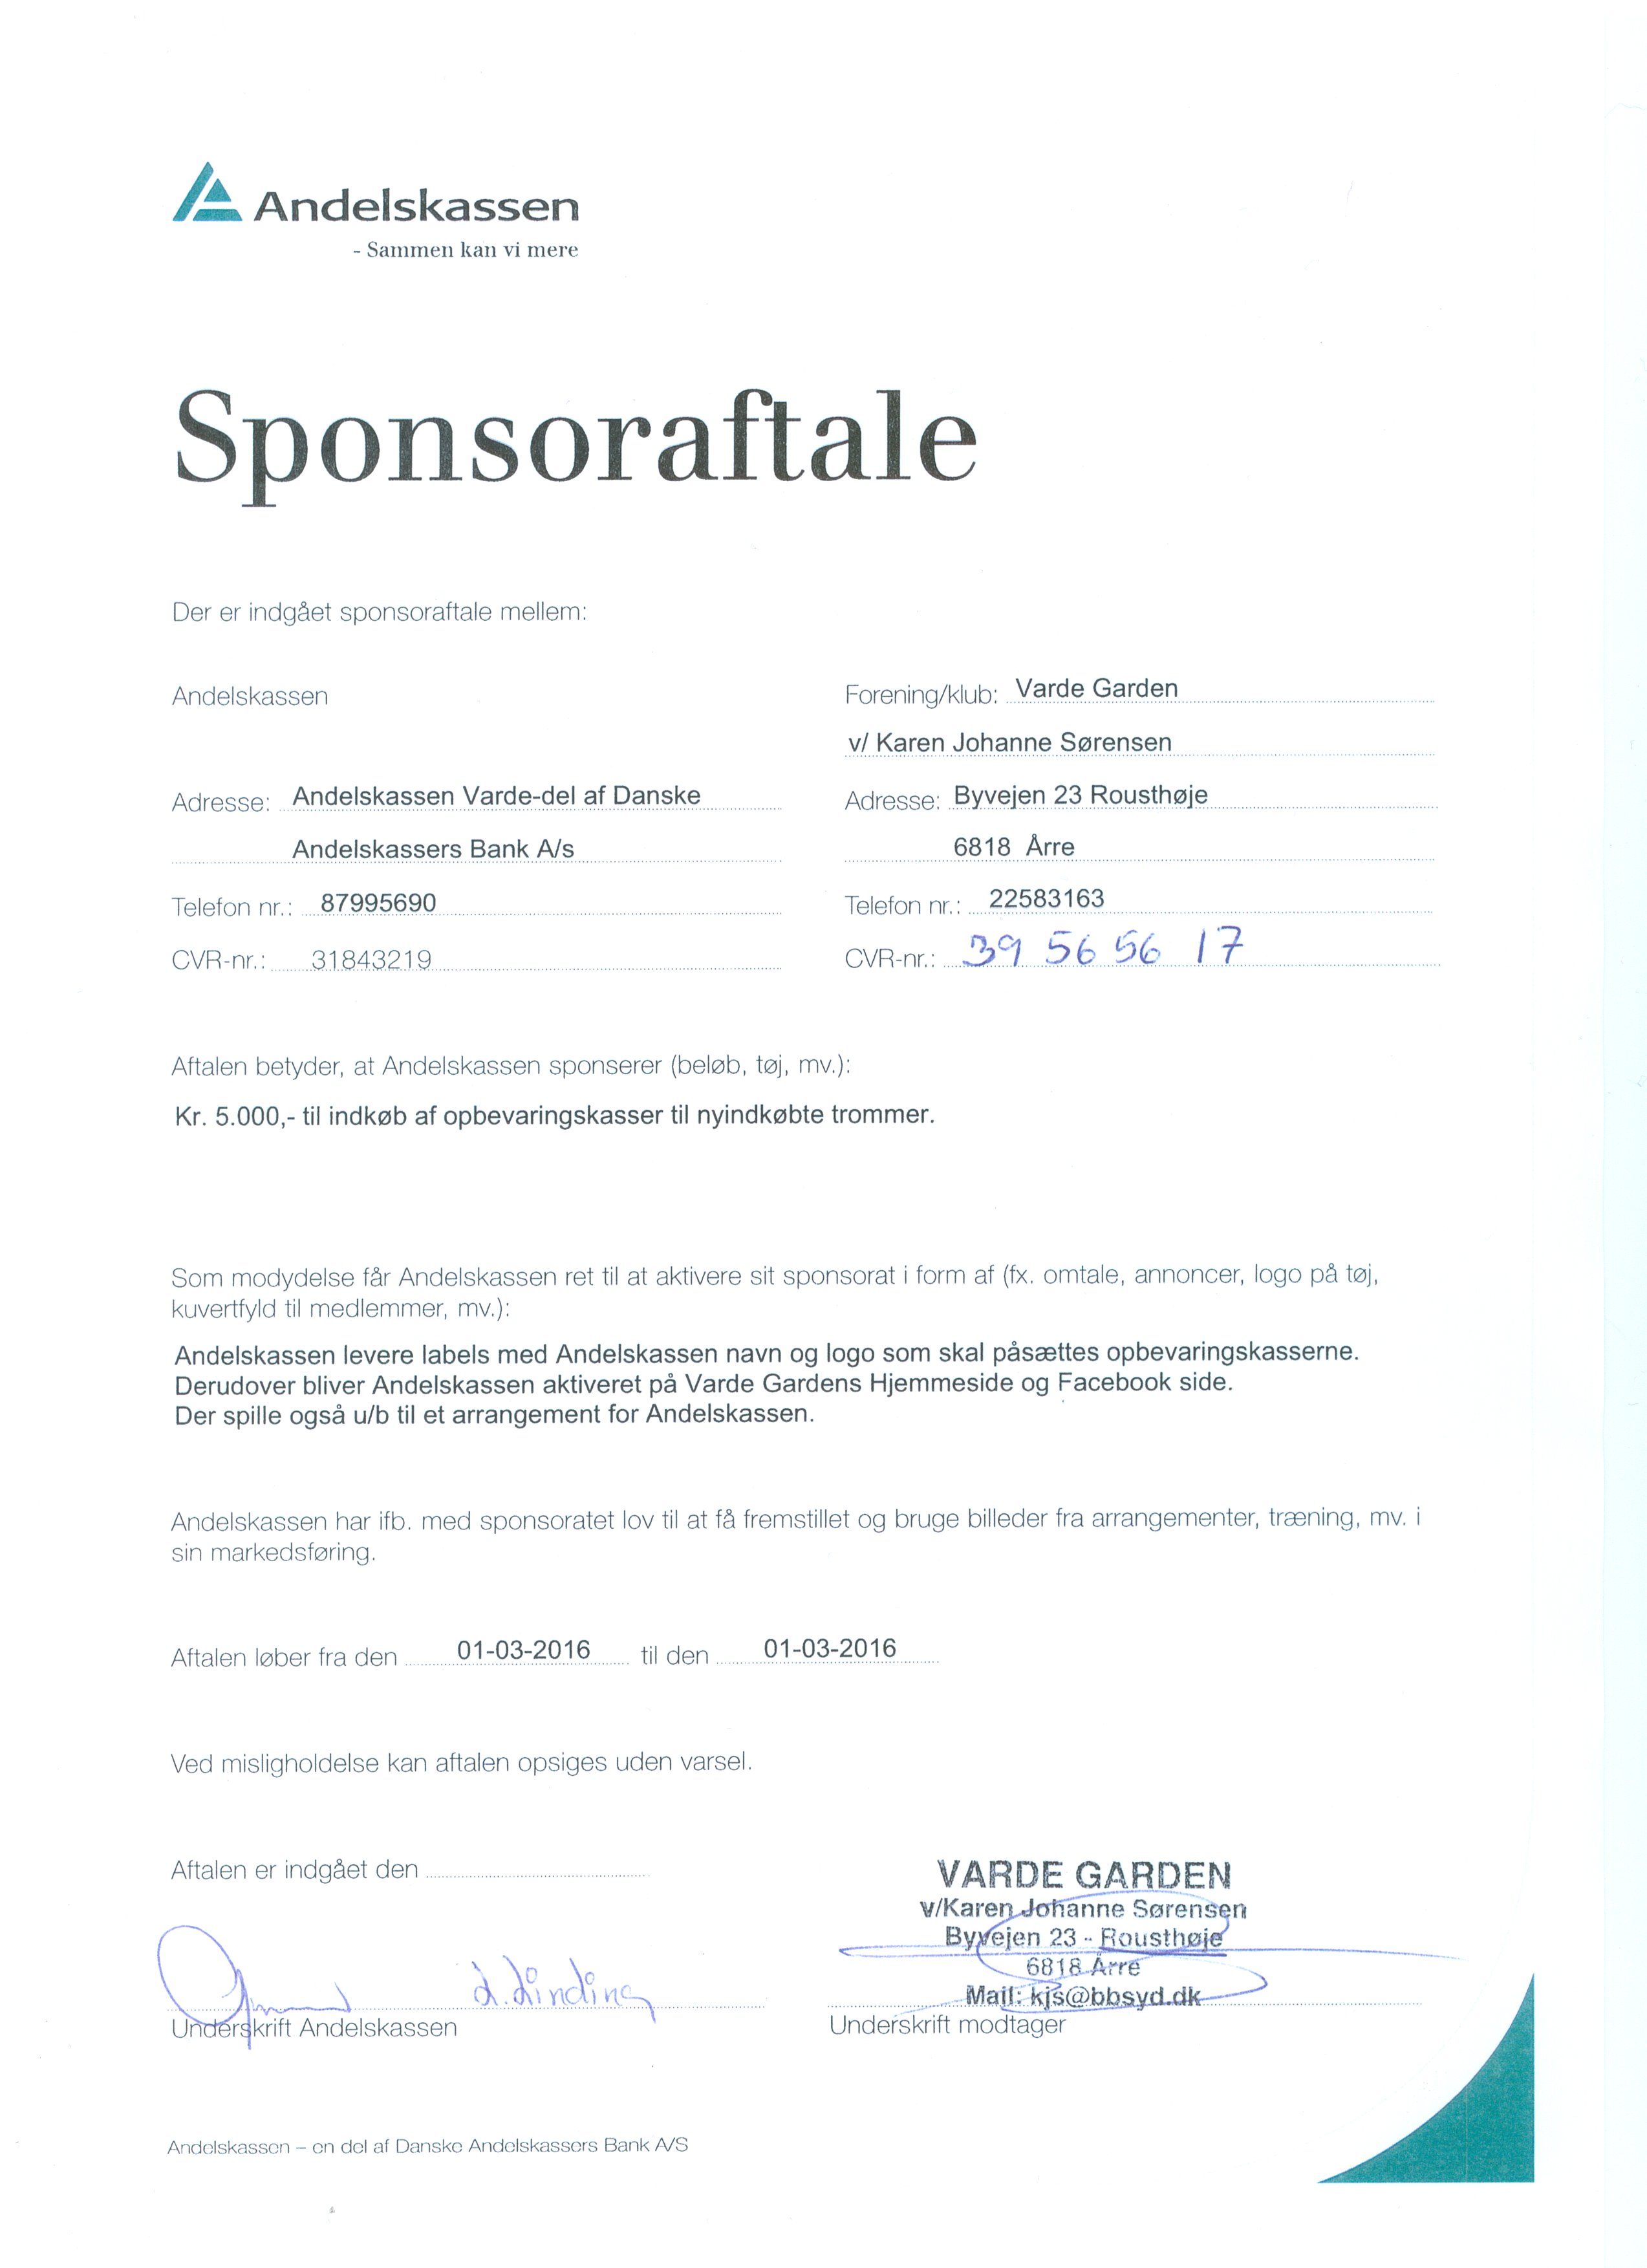 Andelskassen
- Sammen kan vi mere
Sponsoraftale
Der er indgået sponsoraftale mellem:
Andelskassen
Forening/klub: Varde Garden
v/ Karen Johanne Sørensen
Adresse: Andelskassen Varde-del af Danske
Andelskassers Bank A/s
Adresse: Byvejen 23 Rousthøje
6818 Årre
Telefon nr.: 87995690
Telefon nr.: 22583163
CVR-nr.: 31843219
CVR-nr.: 39 56 56 17
Aftalen betyder, at Andelskassen sponserer (beløb, tøj, mv.):
Kr. 5.000,- til indkøb af opbevaringskasser til nyindkøbte trommer.
Som modydelse får Andelskassen ret til at aktivere sit sponsorat i form af (fx. omtale, annoncer, logo på tøj,
kuvertfyld til medlemmer, mv.):
Andelskassen levere labels med Andelskassen navn og logo som skal påsættes opbevaringskasserne.
Derudover bliver Andelskassen aktiveret på Varde Gardens Hjemmeside og Facebook side.
Der spille også u/b til et arrangement for Andelskassen.
Andelskassen har ifb. med sponsoratet lov til at få fremstillet og bruge billeder fra arrangementer, træning, mv. i
sin markedsføring.
Aftalen løber fra den 01-03-2016 til den 01-03-2016
Ved misligholdelse kan aftalen opsiges uden varsel.
Aftalen er indgået den
VARDE GARDEN
v/Karen Johanne Sørensen
Byvejen 23 - Rousthøje
6818 Årre
Mail: kjs@bbsyd.dk
Underskrift Andelskassen
Underskrift modtager
Andelskassen – en del af Danske Andelskassers Bank A/S